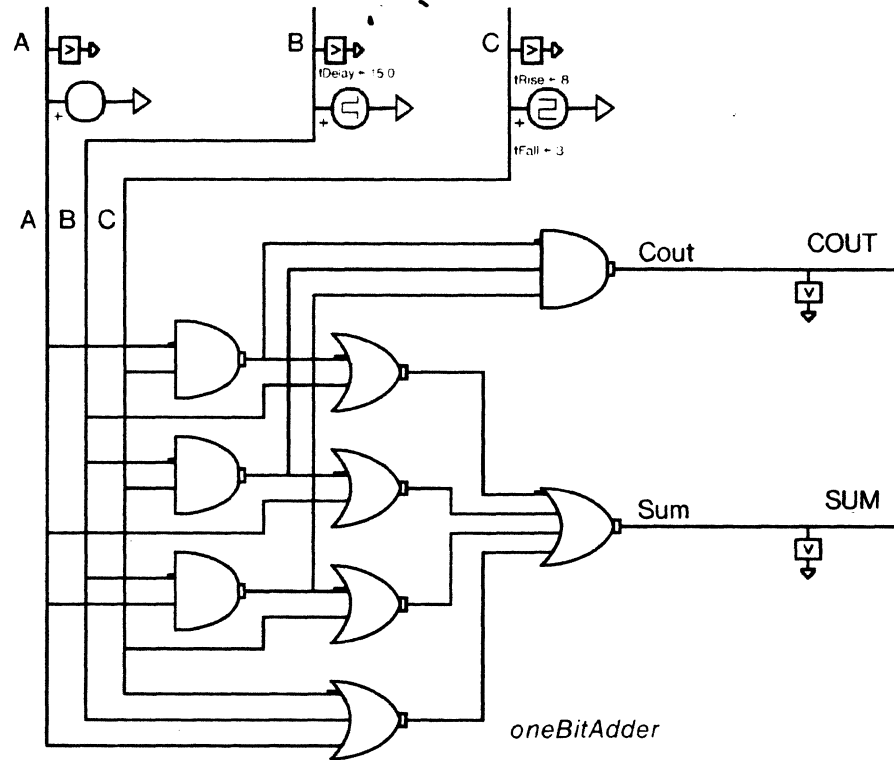 A
B
C
tDelay ← 15.0
tRise ← 8
+
+
+
tFall ← 3
A B C
Cout
COUT
V
Sum
SUM
V
oneBitAdder